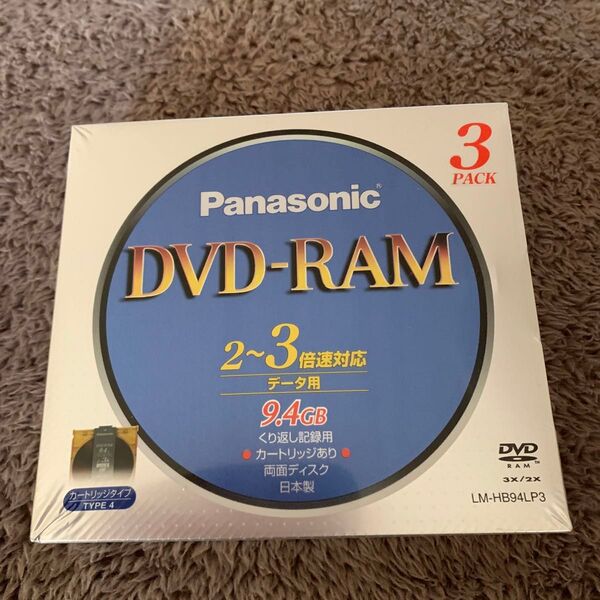 3
PACK
Panasonic®
DVD-RAM
2~3倍速対応
データ用
9.4GB
くり返し記録用
● カートリッジあり ●
両面ディスク
日本製
カートリッジタイプ
TYPE 4
DVD
RAM™
3X/2X
LM-HB94LP3